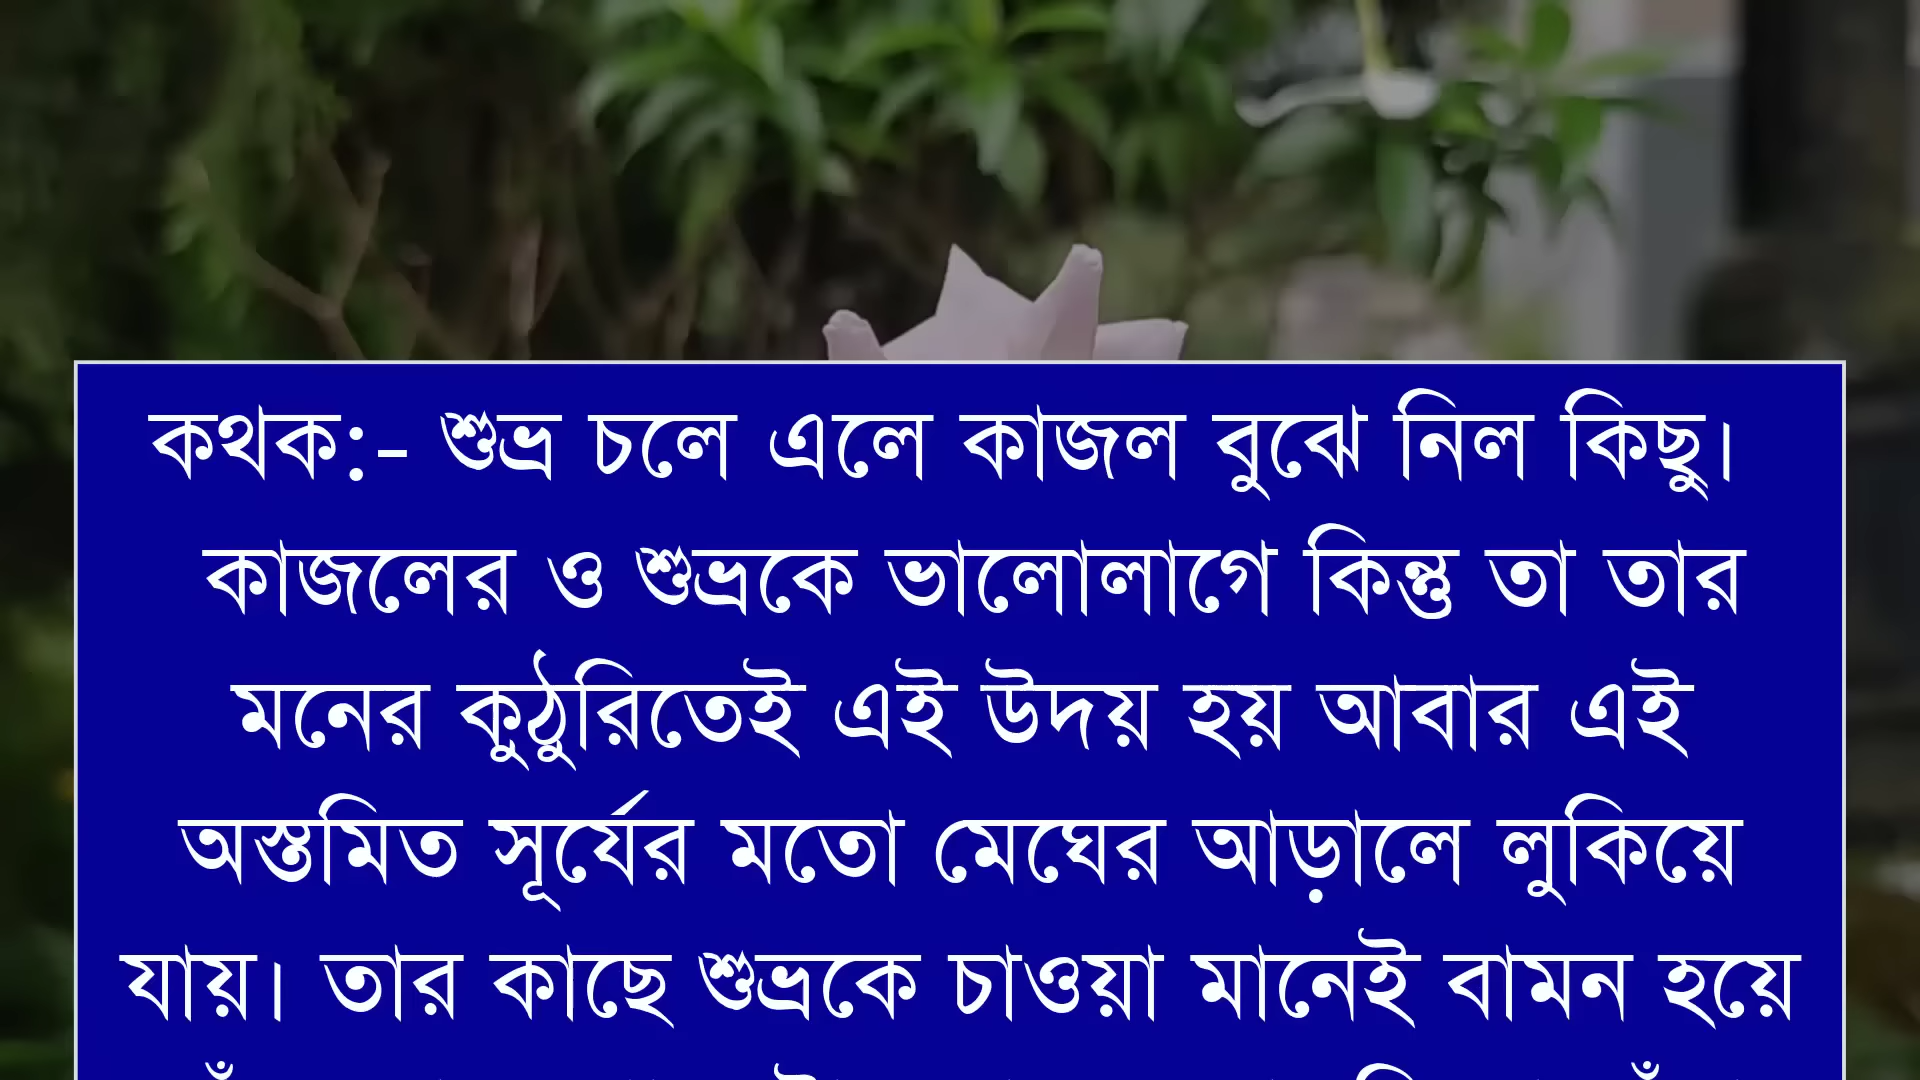 কথক:- শুভ্র চলে এলে কাজল বুঝে নিল কিছু।
কাজলের ও শুভ্রকে ভালোলাগে কিন্তু তা তার
মনের কুঠুরিতেই এই উদয় হয় আবার এই
অস্তমিত সূর্যের মতো মেঘের আড়ালে লুকিয়ে
যায়। তার কাছে শুভ্রকে চাওয়া মানেই বামন হয়ে